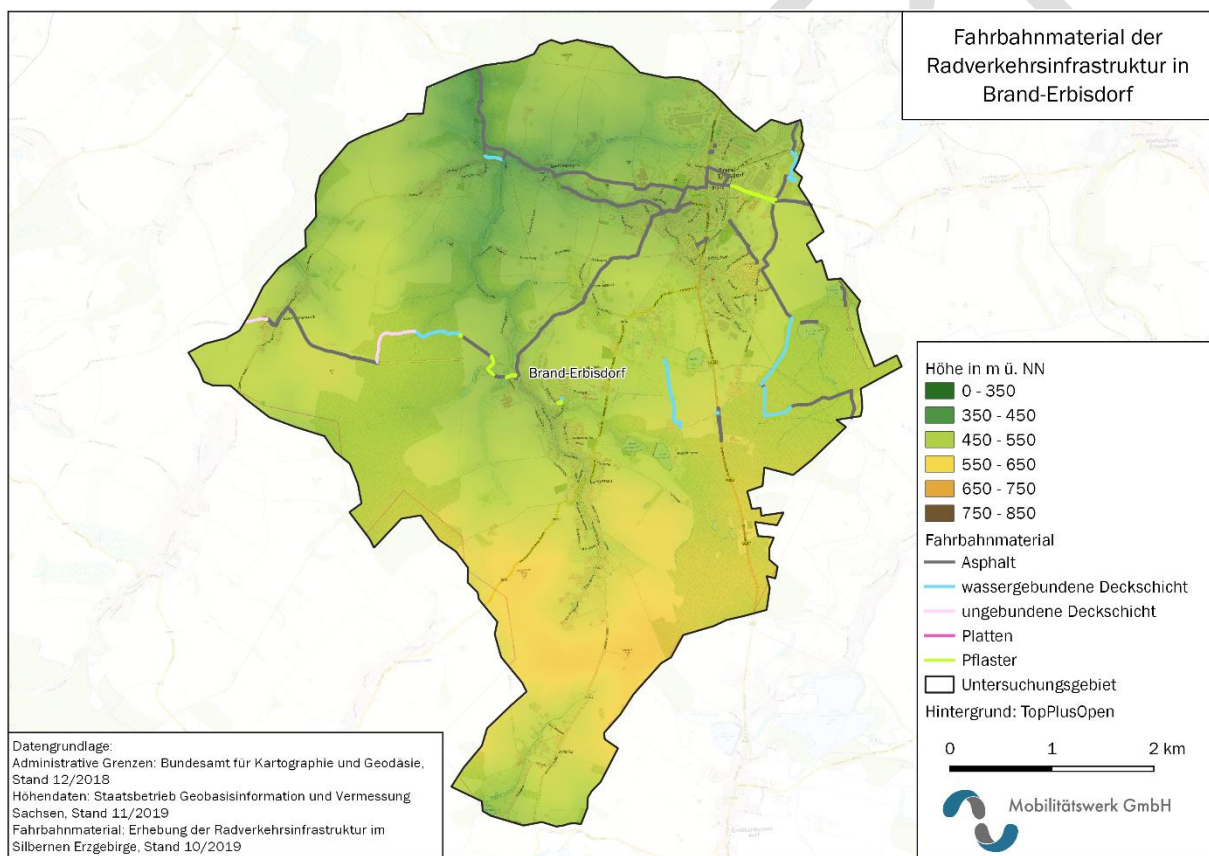 Fahrbahnmaterial der
Radverkehrsinfrastruktur in
Brand-Erbisdorf
Brand-Erbisdorf
Höhe in m ü. NN
0 - 350
350 - 450
450 - 550
550 - 650
650 - 750
750 - 850
Fahrbahnmaterial
Asphalt
wassergebundene Deckschicht
ungebundene Deckschicht
Platten
Pflaster
Untersuchungsgebiet
Hintergrund: TopPlusOpen
0 1 2 km
Mobilitätswerk GmbH
Datengrundlage:
Administrative Grenzen: Bundesamt für Kartographie und Geodäsie,
Stand 12/2018
Höhendaten: Staatsbetrieb Geobasisinformation und Vermessung
Sachsen, Stand 11/2019
Fahrbahnmaterial: Erhebung der Radverkehrsinfrastruktur im
Silbernen Erzgebirge, Stand 10/2019